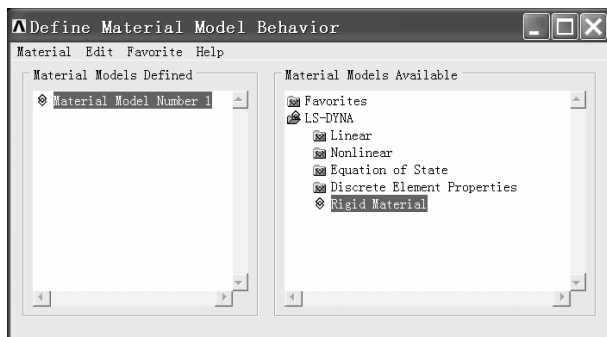 Define Material Model Behavior
Material Edit Favorite Help
Material Models Defined
Material Model Number 1
Material Models Available
Favorites
LS-DYNA
Linear
Nonlinear
Equation of State
Discrete Element Properties
Rigid Material